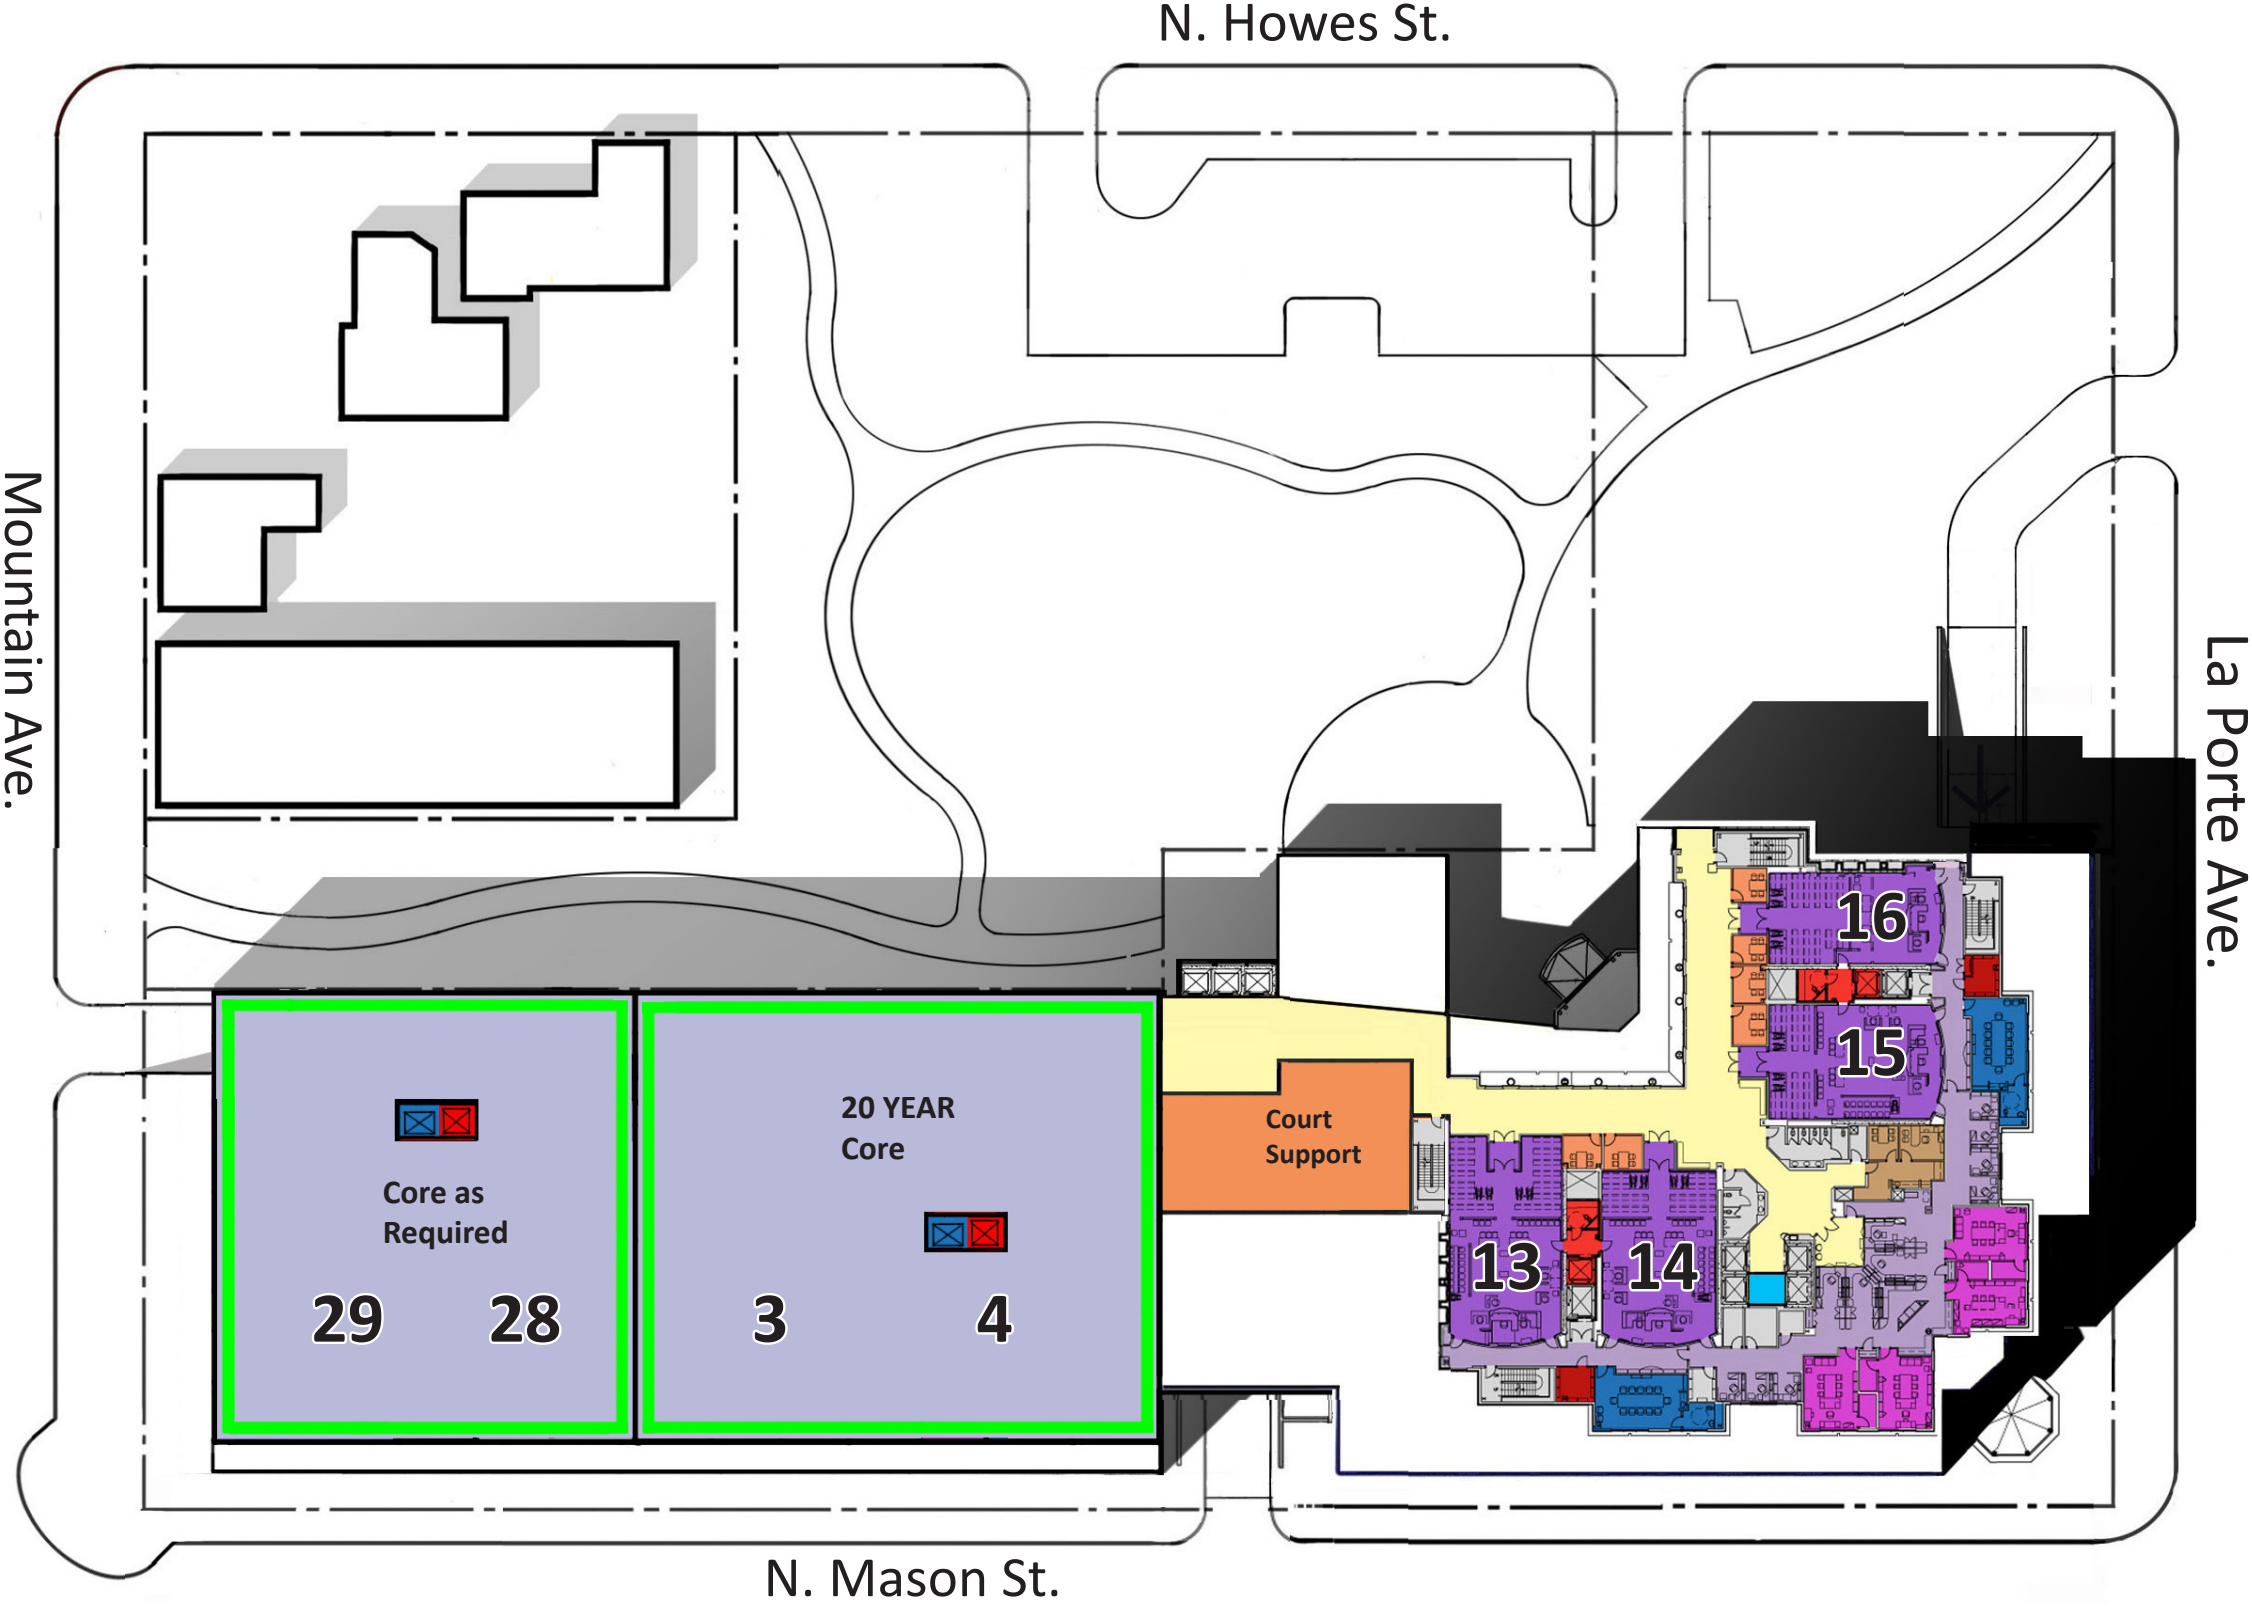 N. Howes St.
Mountain Ave.
La Porte Ave.
16
15
20 YEAR
Core
Court
Support
Core as
Required
13
14
29
28
3
4
N. Mason St.